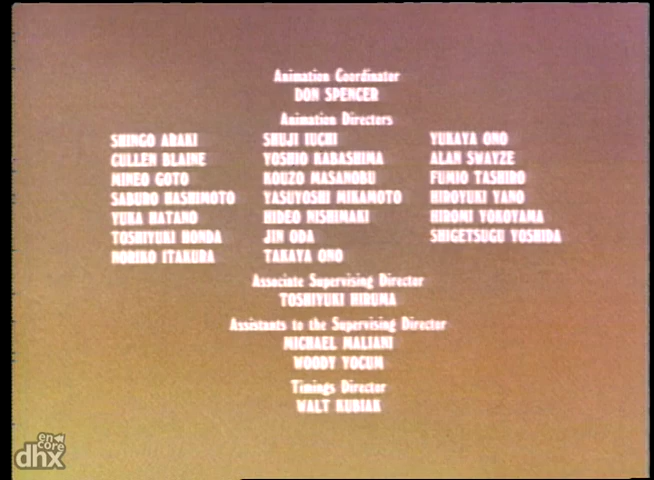 Animation Coordinator
DON SPENCER
Animation Directors
SHINGO ARAKI SHUJI IUCHI YUKAYA ONO
CULLEN BLAINE YOSHIO KABASHIMA ALAN SWAYZE
MINEO GOTO KOUZO MASANOBU FUMIO TASHIRO
SABURO HASHIMOTO YASUYOSHI MIKAMOTO HIROYUKI YANO
YUKA HATANO HIDEO NISHIMAKI HIROMI YOKOYAMA
TOSHIYUKI HONDA JIN ODA SHIGETSUGU YOSHIDA
NORIKO ITAKURA TAKAYA ONO
Associate Supervising Director
TOSHIYUKI HIRUMA
Assistants to the Supervising Director
MICHAEL MALIANI
WOODY YOCUM
Timings Director
WALT KUBIAK
encore
dhx